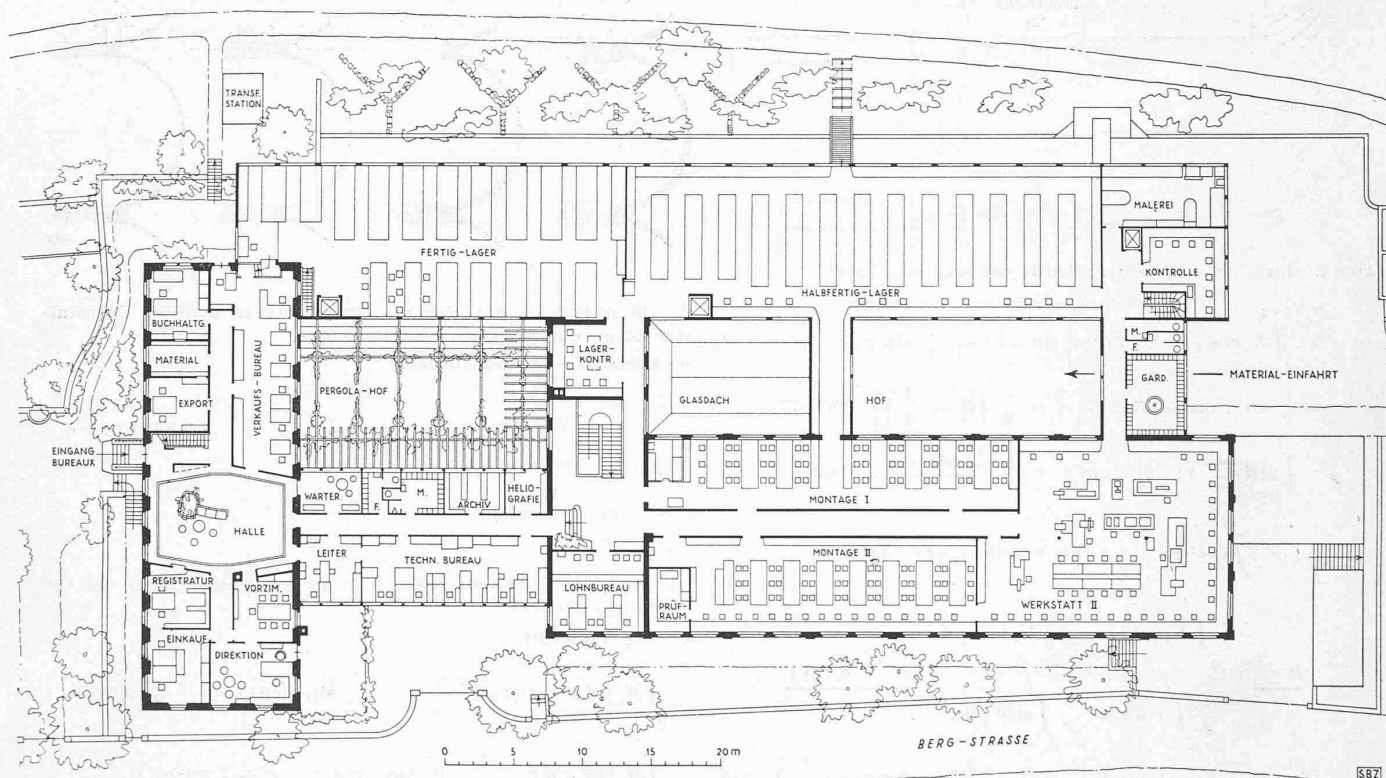 TRANSF.
STATION
MALEREI
FERTIG-LAGER
KONTROLLE
HALBFERTIG-LAGER
BUCHHALTG.
MATERIAL
EXPORT
VERKAUFS-BUREAU
PERGOLA-HOF
LAGER-
KONTR.
GLASDACH
HOF
M.
F.
GARD.
MATERIAL-EINFAHRT
EINGANG
BUREAUX
WARTER
F.
M.
ARCHIV
HELIO-
GRAFIE
MONTAGE I
HALLE
LEITER
TECHN. BUREAU
MONTAGE II
REGISTRATUR
VORZIM.
LOHNBUREAU
PRÜF-
RAUM
WERKSTATT II
EINKAUF
DIREKTION
0 5 10 15 20 m
BERG-STRASSE
SBZ